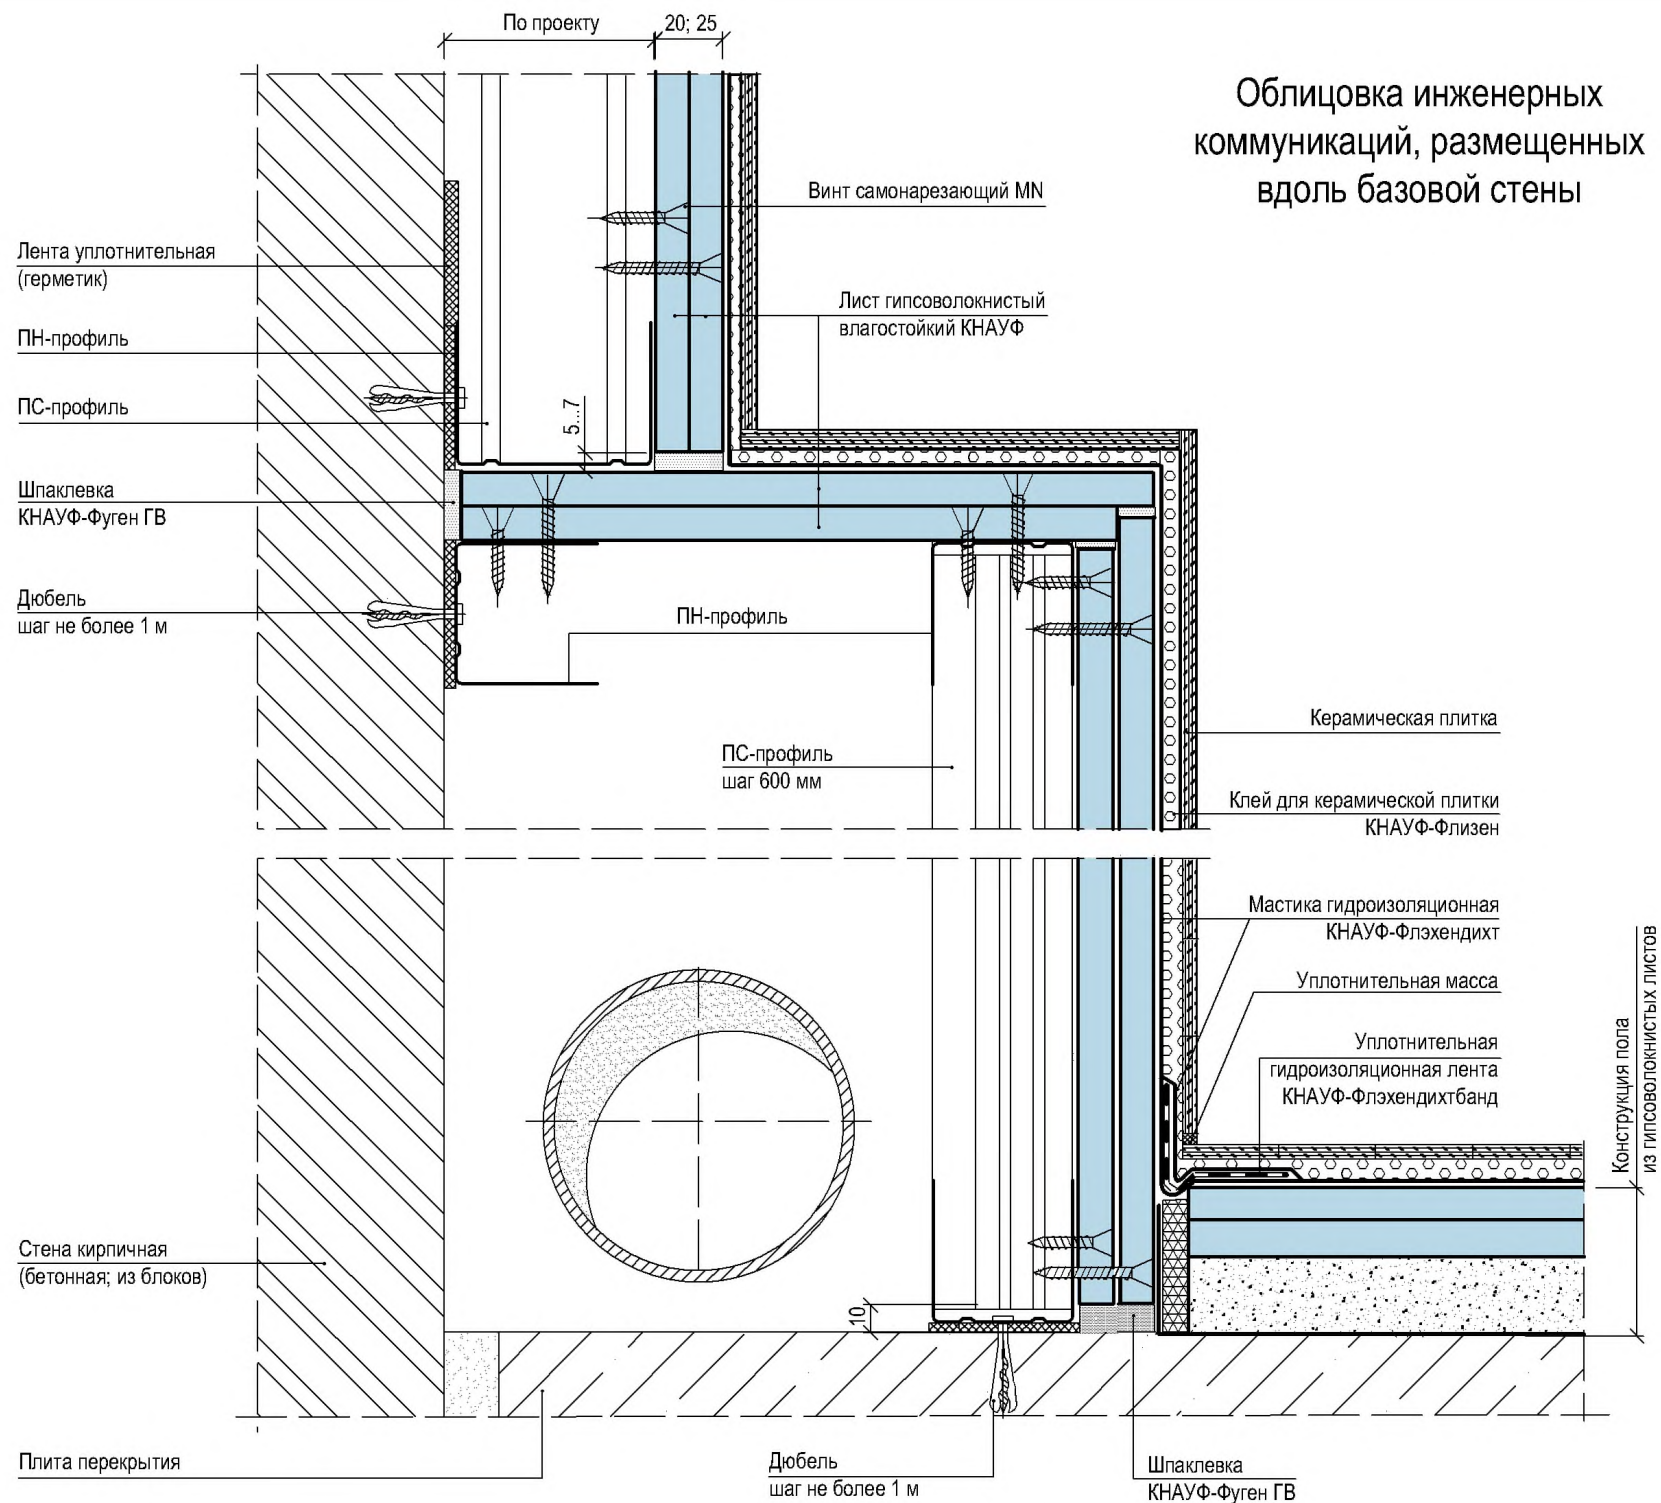 По проекту
20; 25
Облицовка инженерных
коммуникаций, размещенных
вдоль базовой стены
Винт самонарезающий MN
Лента уплотнительная
(герметик)
Лист гипсоволокнистый
влагостойкий КНАУФ
ПН-профиль
ПС-профиль
5...7
Шпаклевка
КНАУФ-Фуген ГВ
Дюбель
шаг не более 1 м
ПН-профиль
Керамическая плитка
ПС-профиль
шаг 600 мм
Клей для керамической плитки
КНАУФ-Флизен
Мастика гидроизоляционная
КНАУФ-Флэхендихт
Уплотнительная масса
Уплотнительная
гидроизоляционная лента
КНАУФ-Флэхендихтбанд
Конструкция пола
из гипсоволокнистых листов
Стена кирпичная
(бетонная; из блоков)
10
Плита перекрытия
Дюбель
шаг не более 1 м
Шпаклевка
КНАУФ-Фуген ГВ